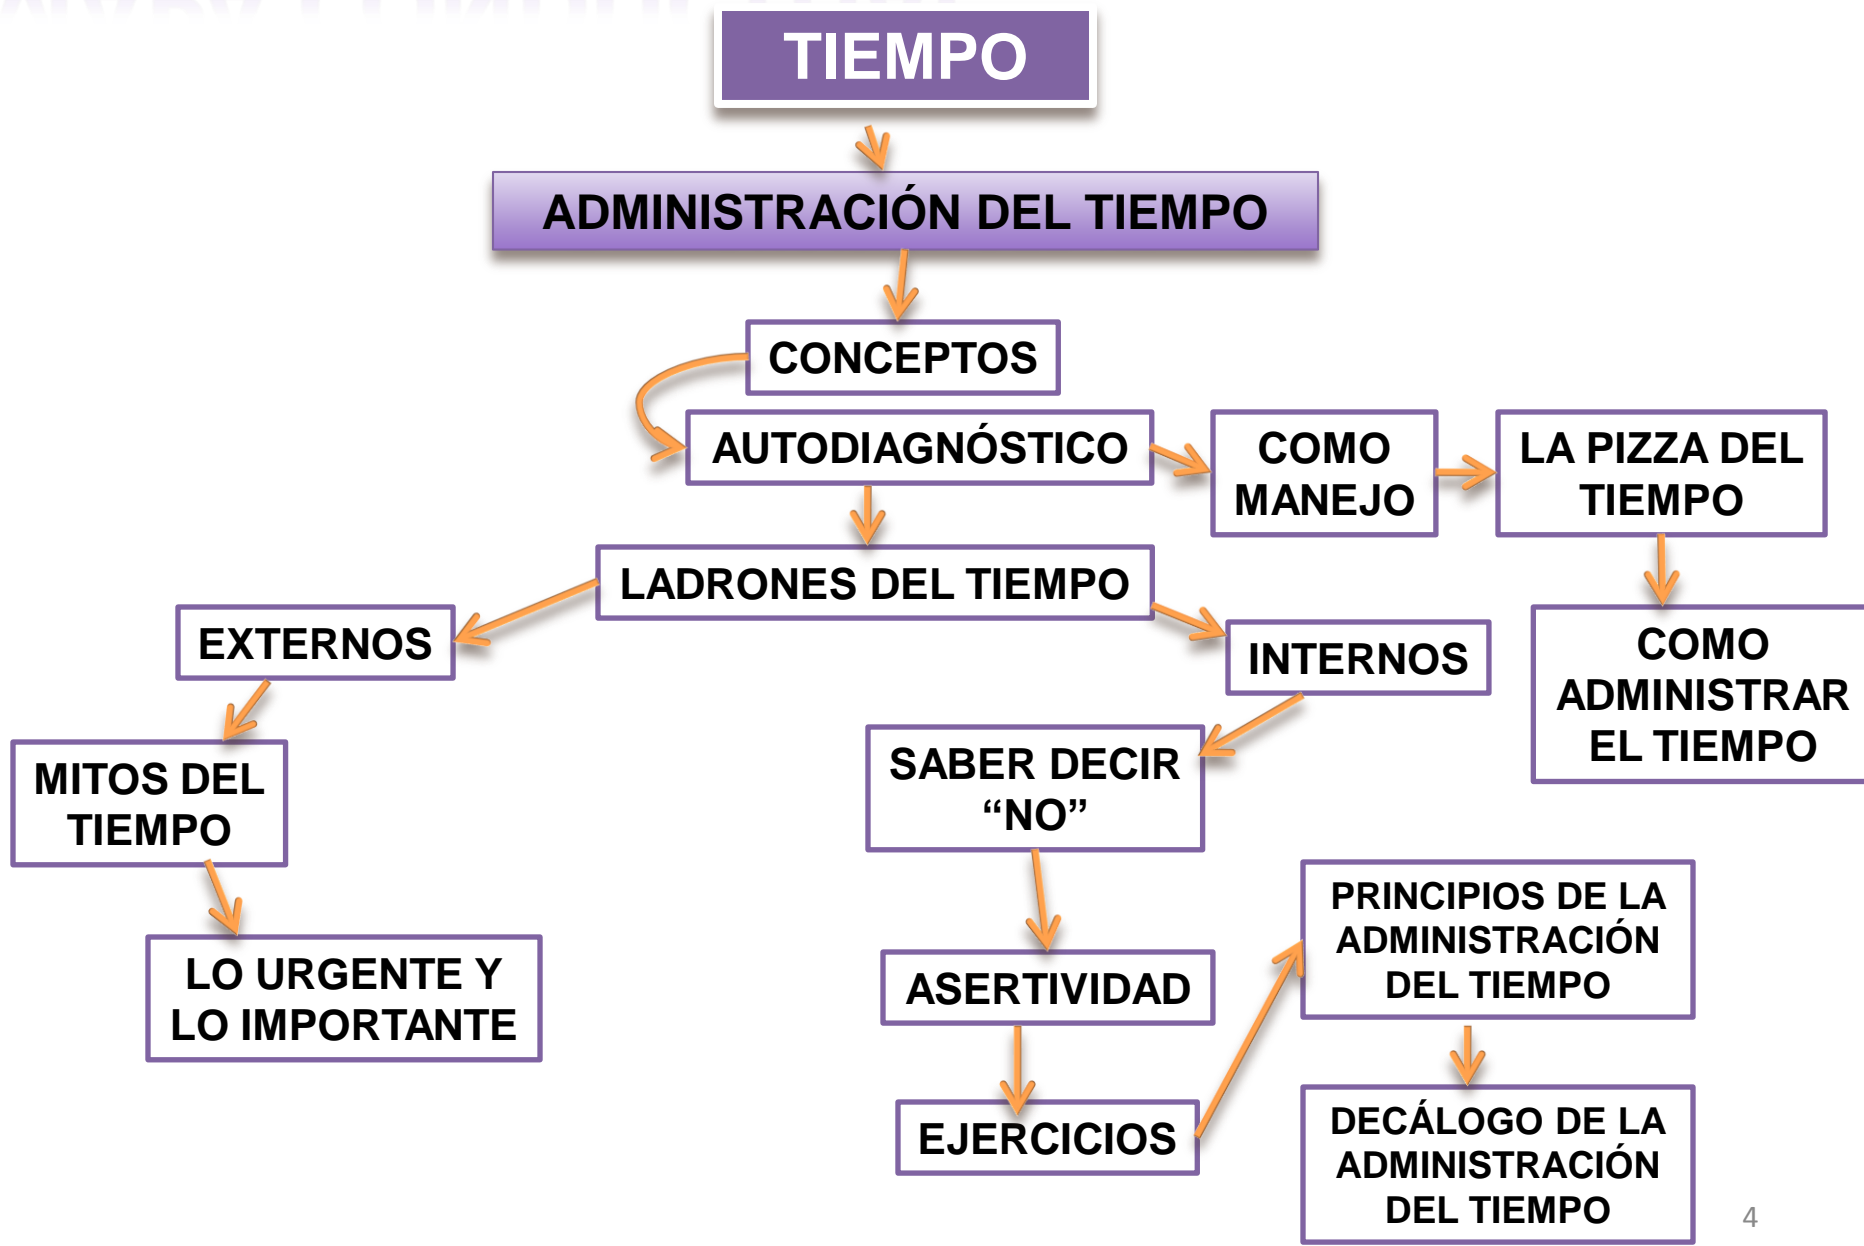 TIEMPO
ADMINISTRACIÓN DEL TIEMPO
CONCEPTOS
AUTODIAGNÓSTICO
COMO
MANEJO
LA PIZZA DEL
TIEMPO
LADRONES DEL TIEMPO
EXTERNOS
INTERNOS
COMO
ADMINISTRAR
EL TIEMPO
MITOS DEL
TIEMPO
SABER DECIR
“NO”
LO URGENTE Y
LO IMPORTANTE
ASERTIVIDAD
PRINCIPIOS DE LA
ADMINISTRACIÓN
DEL TIEMPO
EJERCICIOS
DECÁLOGO DE LA
ADMINISTRACIÓN
DEL TIEMPO
4